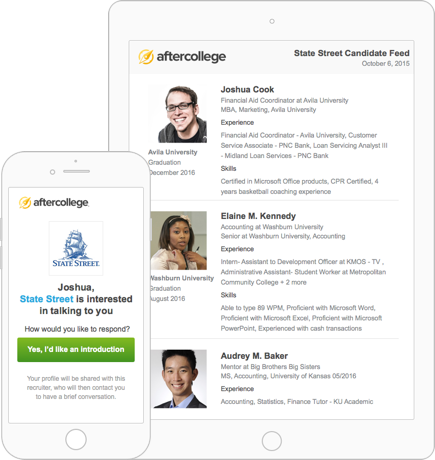 aftercollege
State Street Candidate Feed
October 6, 2015
Joshua Cook
Financial Aid Coordinator at Avila University
MBA, Marketing, Avila University
Experience
Financial Aid Coordinator - Avila University, Customer
Service Associate - PNC Bank, Loan Servicing Analyst III
- Midland Loan Services - PNC Bank
Skills
Certified in Microsoft Office products, CPR Certified, 4
years basketball coaching experience
Avila University
Graduation
December 2016
Elaine M. Kennedy
Accounting at Washburn University
Senior at Washburn University, Accounting
Experience
Intern- Assistant to Development Officer at KMOS - TV ,
Administrative Assistant- Student Worker at Metropolitan
Community College + 2 more
Skills
Able to type 89 WPM, Proficient with Microsoft Word,
Proficient with Microsoft Excel, Proficient with Microsoft
PowerPoint, Experienced with cash transactions
Washburn University
Graduation
August 2016
Audrey M. Baker
Mentor at Big Brothers Big Sisters
MS, Accounting, University of Kansas 05/2016
Experience
Accounting, Statistics, Finance Tutor - KU Academic
aftercollege
STATE STREET
Joshua,
State Street is interested
in talking to you
How would you like to respond?
Yes, I'd like an introduction
Your profile will be shared with this
recruiter, who will then contact you
to have a brief conversation.